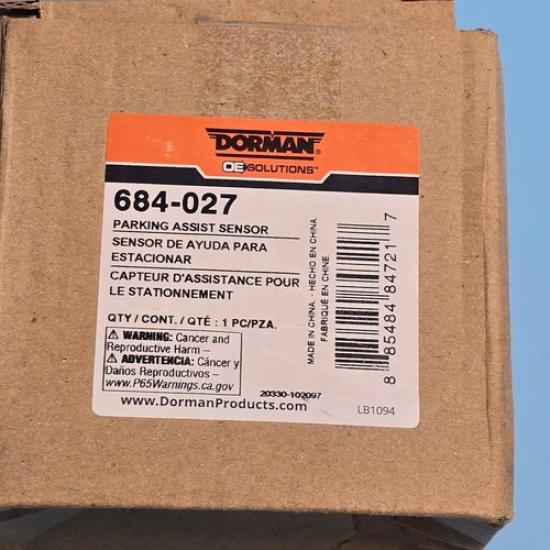 DORMAN®
OE SOLUTIONS™
684-027
PARKING ASSIST SENSOR
SENSOR DE AYUDA PARA
ESTACIONAR
CAPTEUR D'ASSISTANCE POUR
LE STATIONNEMENT
QTY / CONT. / QTÉ : 1 PC/PZA.
⚠ WARNING: Cancer and
Reproductive Harm –
⚠ ADVERTENCIA: Cáncer y
Daños Reproductivos –
www.P65Warnings.ca.gov
20330-102097
www.DormanProducts.com
LB1094
MADE IN CHINA. - HECHO EN CHINA.
FABRIQUÉ EN CHINE.
8 85484 84721 7